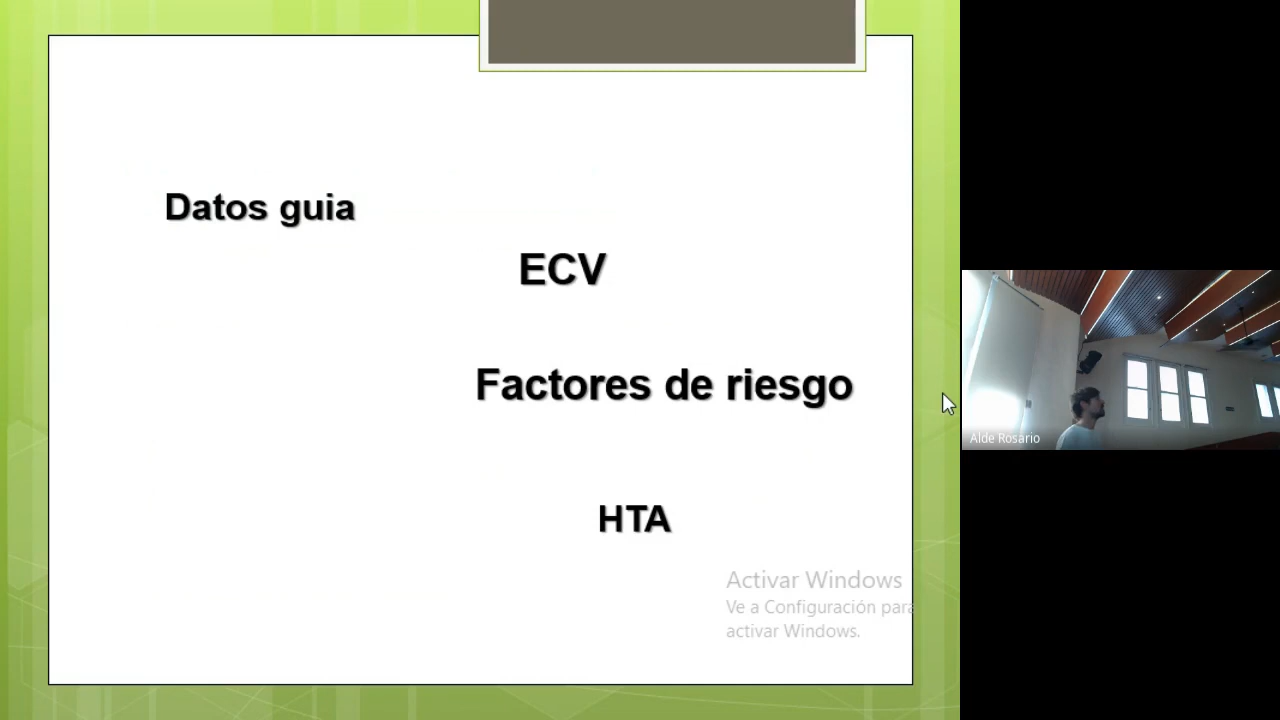 Datos guia
ECV
Factores de riesgo
HTA
Activar Windows
Ve a Configuración para
activar Windows.
Alde Rosario